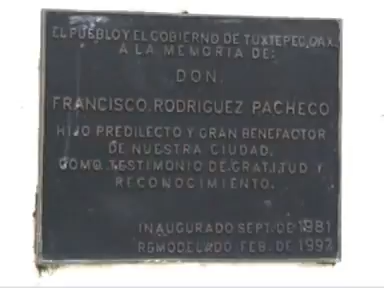 EL PUEBLO Y EL GOBIERNO DE TUXTEPEC, OAX.
A LA MEMORIA DE:
DON.
FRANCISCO. RODRIGUEZ PACHECO
HIJO PREDILECTO Y GRAN BENEFACTOR
DE NUESTRA CIUDAD,
COMO TESTIMONIO DE GRATITUD Y
RECONOCIMIENTO.
INAUGURADO SEPT. DE 1981
REMODELADO FEB. DE 1992